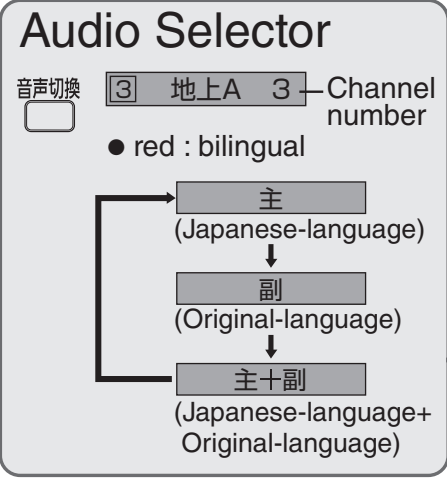 Audio Selector
音声切換
3 地上A 3
Channel
number
● red : bilingual
主
(Japanese-language)
副
(Original-language)
主+副
(Japanese-language+
Original-language)